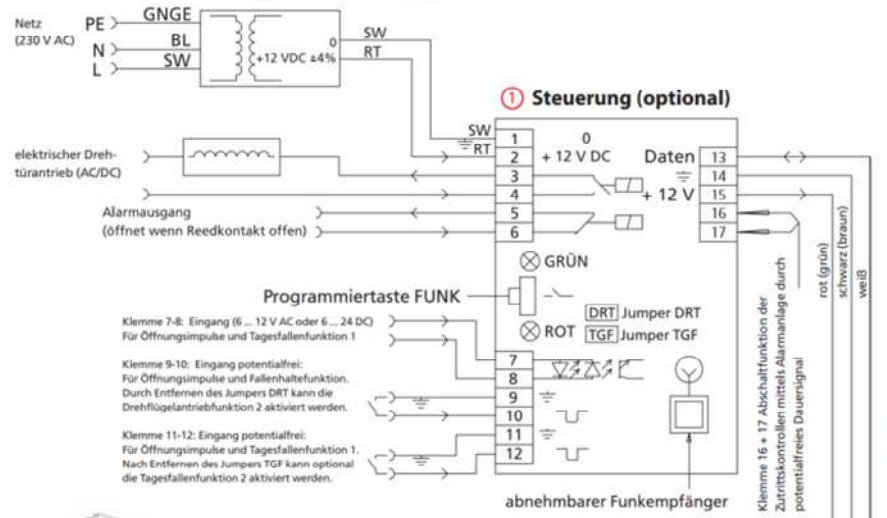 Netz
(230 V AC)
PE
GNGE
N
BL
L
SW
0
+12 VDC ±4%
SW
RT
① Steuerung (optional)
SW
RT
1
0
2
+ 12 V DC
3
4
5
6
Daten
13
14
+ 12 V
15
16
17
elektrischer Dreh-
türantrieb (AC/DC)
Alarmausgang
(öffnet wenn Reedkontakt offen)
GRÜN
Programmiertaste FUNK
DRT Jumper DRT
ROT
TGF Jumper TGF
Klemme 7-8: Eingang (6 ... 12 V AC oder 6 ... 24 DC)
Für Öffnungsimpulse und Tagesfallenfunktion 1
7
8
Klemme 9-10: Eingang potentialfrei:
Für Öffnungsimpulse und Fallenhaltefunktion.
Durch Entfernen des Jumpers DRT kann die
Drehflügelantriebfunktion 2 aktiviert werden.
9
10
Klemme 11-12: Eingang potentialfrei:
Für Öffnungsimpulse und Tagesfallenfunktion 1.
Nach Entfernen des Jumpers TGF kann optional
die Tagesfallenfunktion 2 aktiviert werden.
11
12
abnehmbarer Funkempfänger
Klemme 16 + 17 Abschaltfunktion der
Zutrittskontrollen mittels Alarmanlage durch
potentialfreies Dauersignal
rot (grün)
schwarz (braun)
weiß